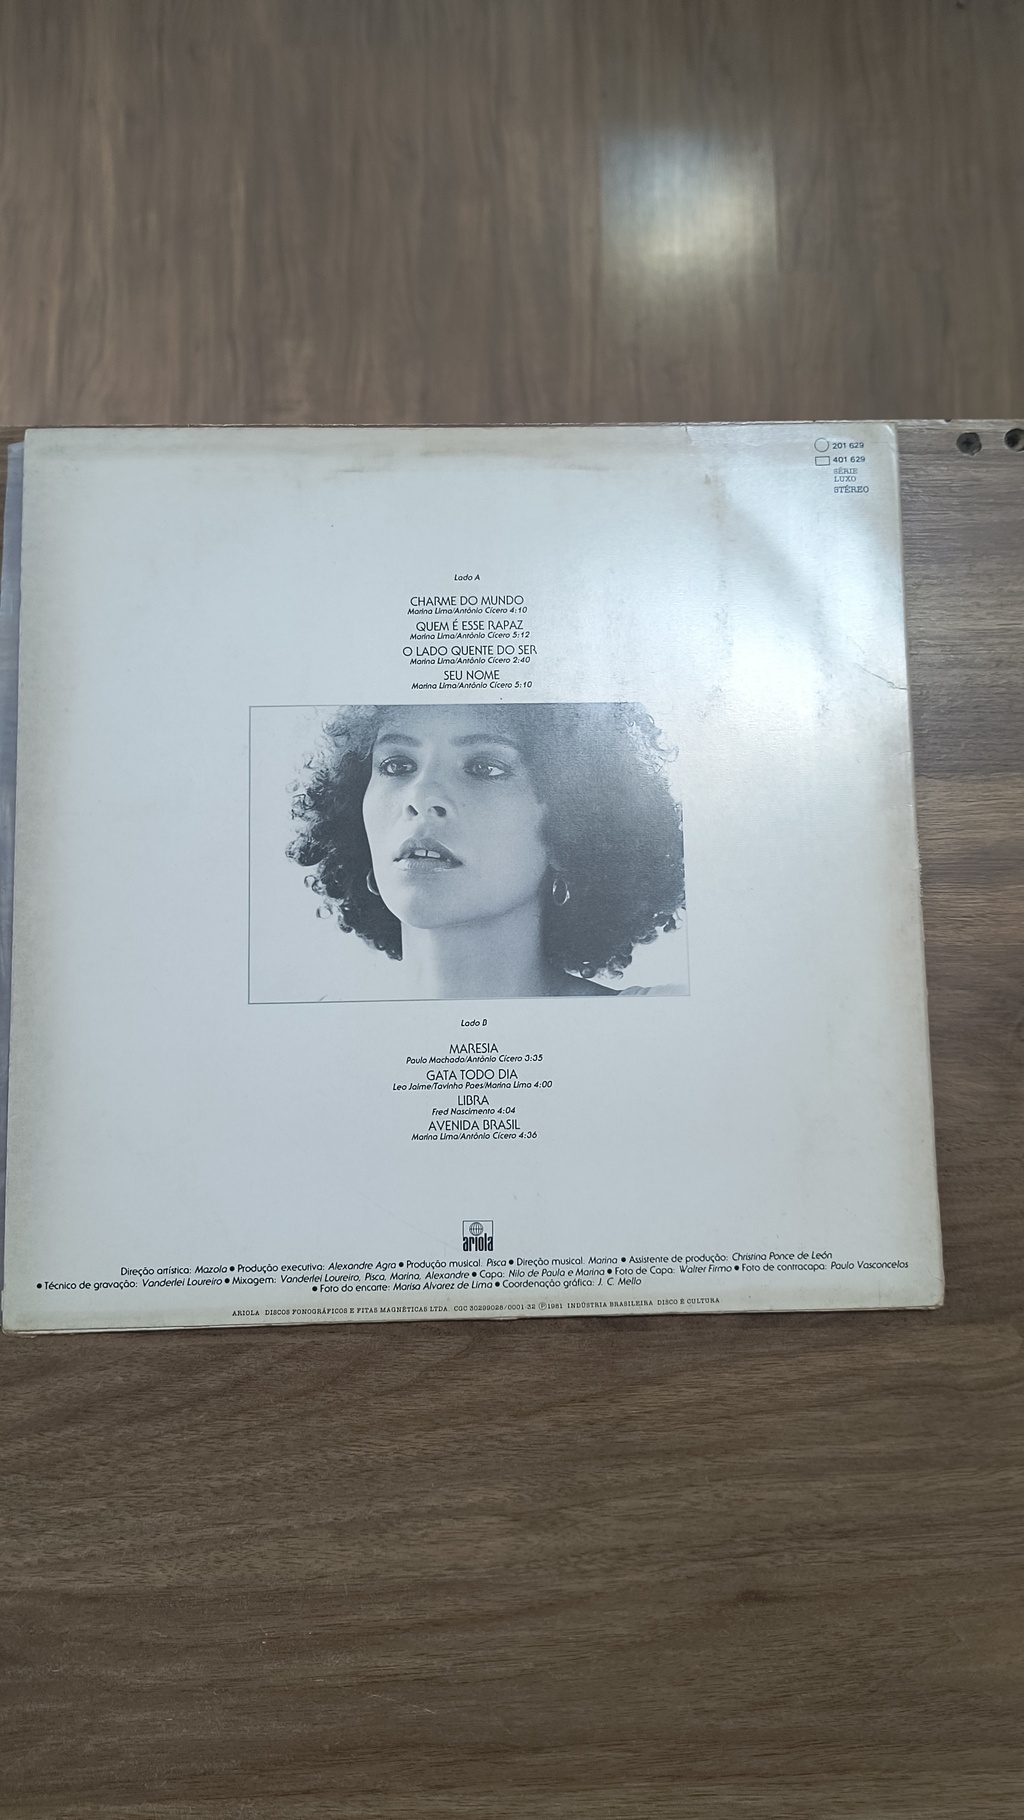 201 629
401 629
SÉRIE
LUXO
STÉREO
Lado A
CHARME DO MUNDO
Marina Lima/Antônio Cícero 4:10
QUEM É ESSE RAPAZ
Marina Lima/Antônio Cícero 5:12
O LADO QUENTE DO SER
Marina Lima/Antônio Cícero 2:40
SEU NOME
Marina Lima/Antônio Cícero 5:10
Lado B
MARESIA
Paulo Machado/Antônio Cícero 3:35
GATA TODO DIA
Leo Jaime/Tavinho Paes/Marina Lima 4:00
LIBRA
Fred Nascimento 4:04
AVENIDA BRASIL
Marina Lima/Antônio Cícero 4:36
ariola
Direção artística: Mazola • Produção executiva: Alexandre Agra • Produção musical: Pisca • Direção musical: Marina • Assistente de produção: Christina Ponce de León
• Técnico de gravação: Vanderlei Loureiro • Mixagem: Vanderlei Loureiro, Pisca, Marina, Alexandre • Capa: Nilo de Paula e Marina • Foto de Capa: Walter Firmo • Foto de contracapa: Paulo Vasconcelos
• Foto do encarte: Marisa Alvarez de Lima • Coordenação gráfica: J. C. Mello
ARIOLA DISCOS FONOGRÁFICOS E FITAS MAGNÉTICAS LTDA CGC 30299026/0001-32 Ⓟ1981 INDÚSTRIA BRASILEIRA DISCO É CULTURA